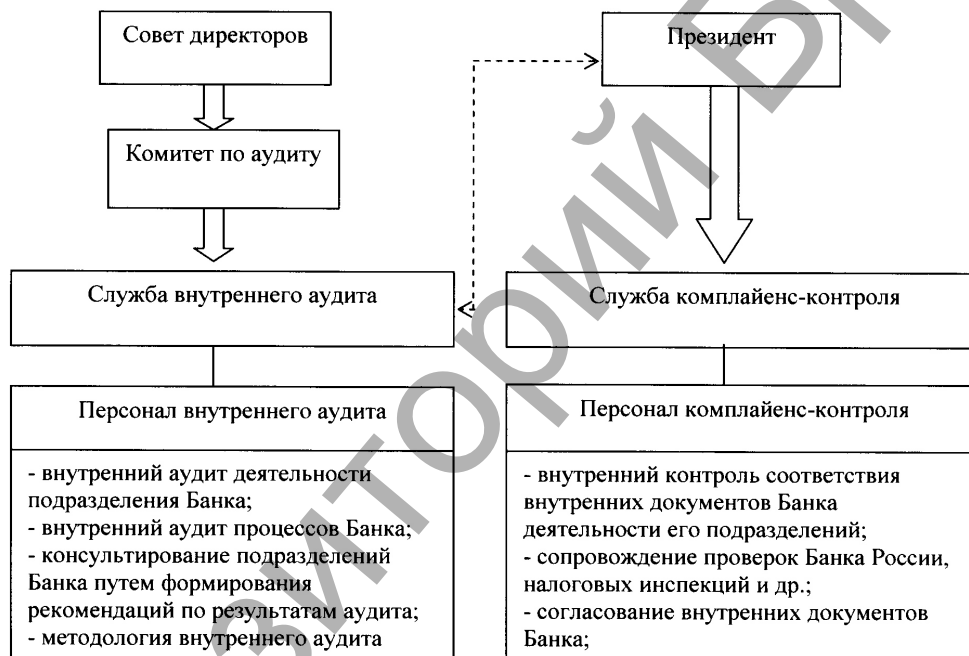 Совет директоров
Президент
Комитет по аудиту
Служба внутреннего аудита
Служба комплайенс-контроля
Персонал внутреннего аудита
- внутренний аудит деятельности
подразделения Банка;
- внутренний аудит процессов Банка;
- консультирование подразделений
Банка путем формирования
рекомендаций по результатам аудита;
- методология внутреннего аудита
Персонал комплайенс-контроля
- внутренний контроль соответствия
внутренних документов Банка
деятельности его подразделений;
- сопровождение проверок Банка России,
налоговых инспекций и др.;
- согласование внутренних документов
Банка;